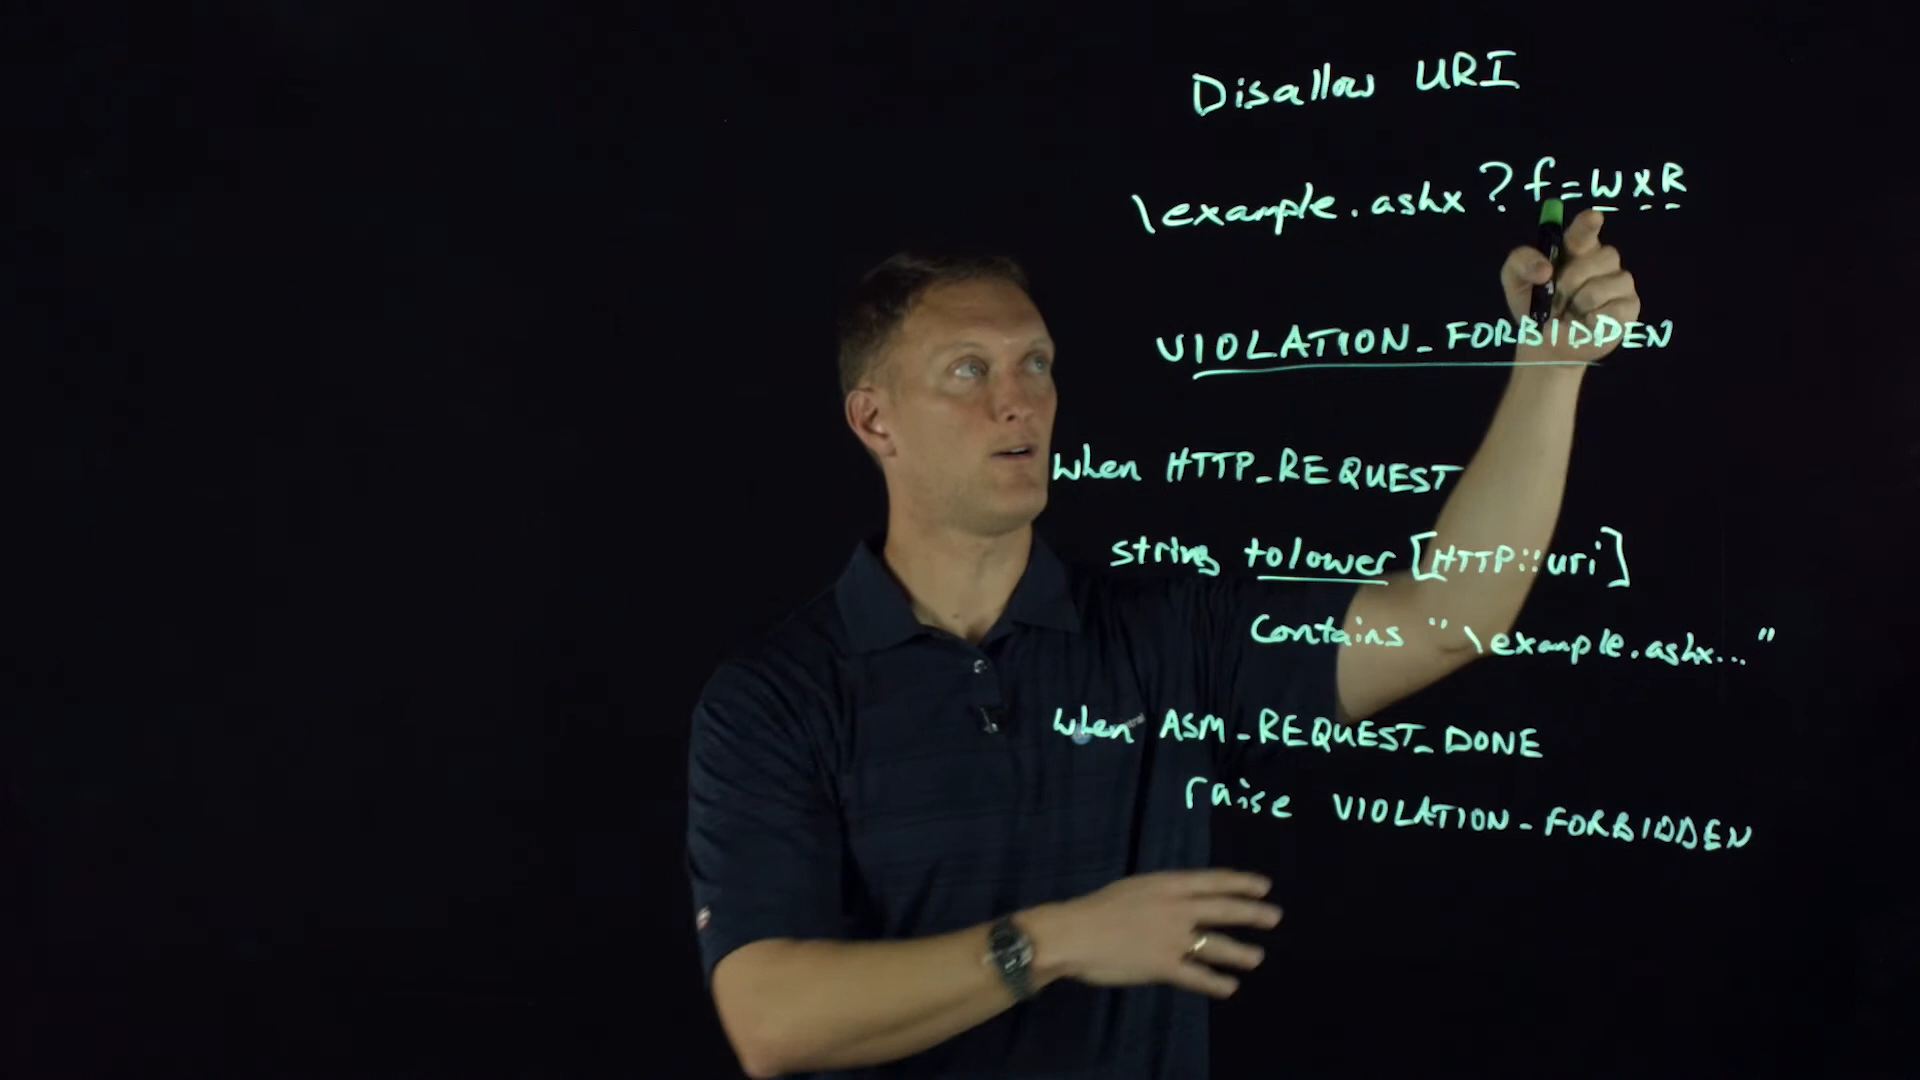 Disallow URI
\example.ashx ? f=WXR
VIOLATION_FORBIDDEN
when HTTP_REQUEST
string tolower [HTTP::uri]
Contains "\example.ashx..."
when ASM_REQUEST_DONE
raise VIOLATION_FORBIDDEN